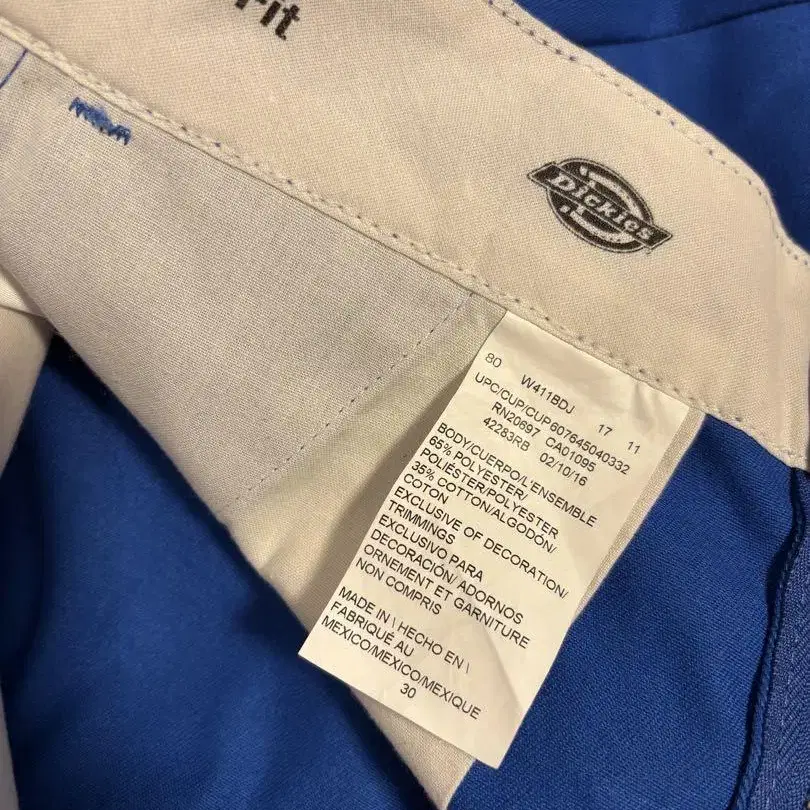 Fit
Dickies
80 W411BDJ 17 11
UPC/CUP/CUP607645040332
RN20697 CA01095
42283RB 02/10/16
BODY/CUERPO/L'ENSEMBLE
65% POLYESTER/
POLIÉSTER/POLYESTER
35% COTTON/ALGODÓN/
COTON
EXCLUSIVE OF DECORATION/
TRIMMINGS
EXCLUSIVO PARA
DECORACIÓN/ ADORNOS
ORNEMENT ET GARNITURE
NON COMPRIS
MADE IN \ HECHO EN \
FABRIQUÉ AU
MEXICO/MEXICO/MEXIQUE
30